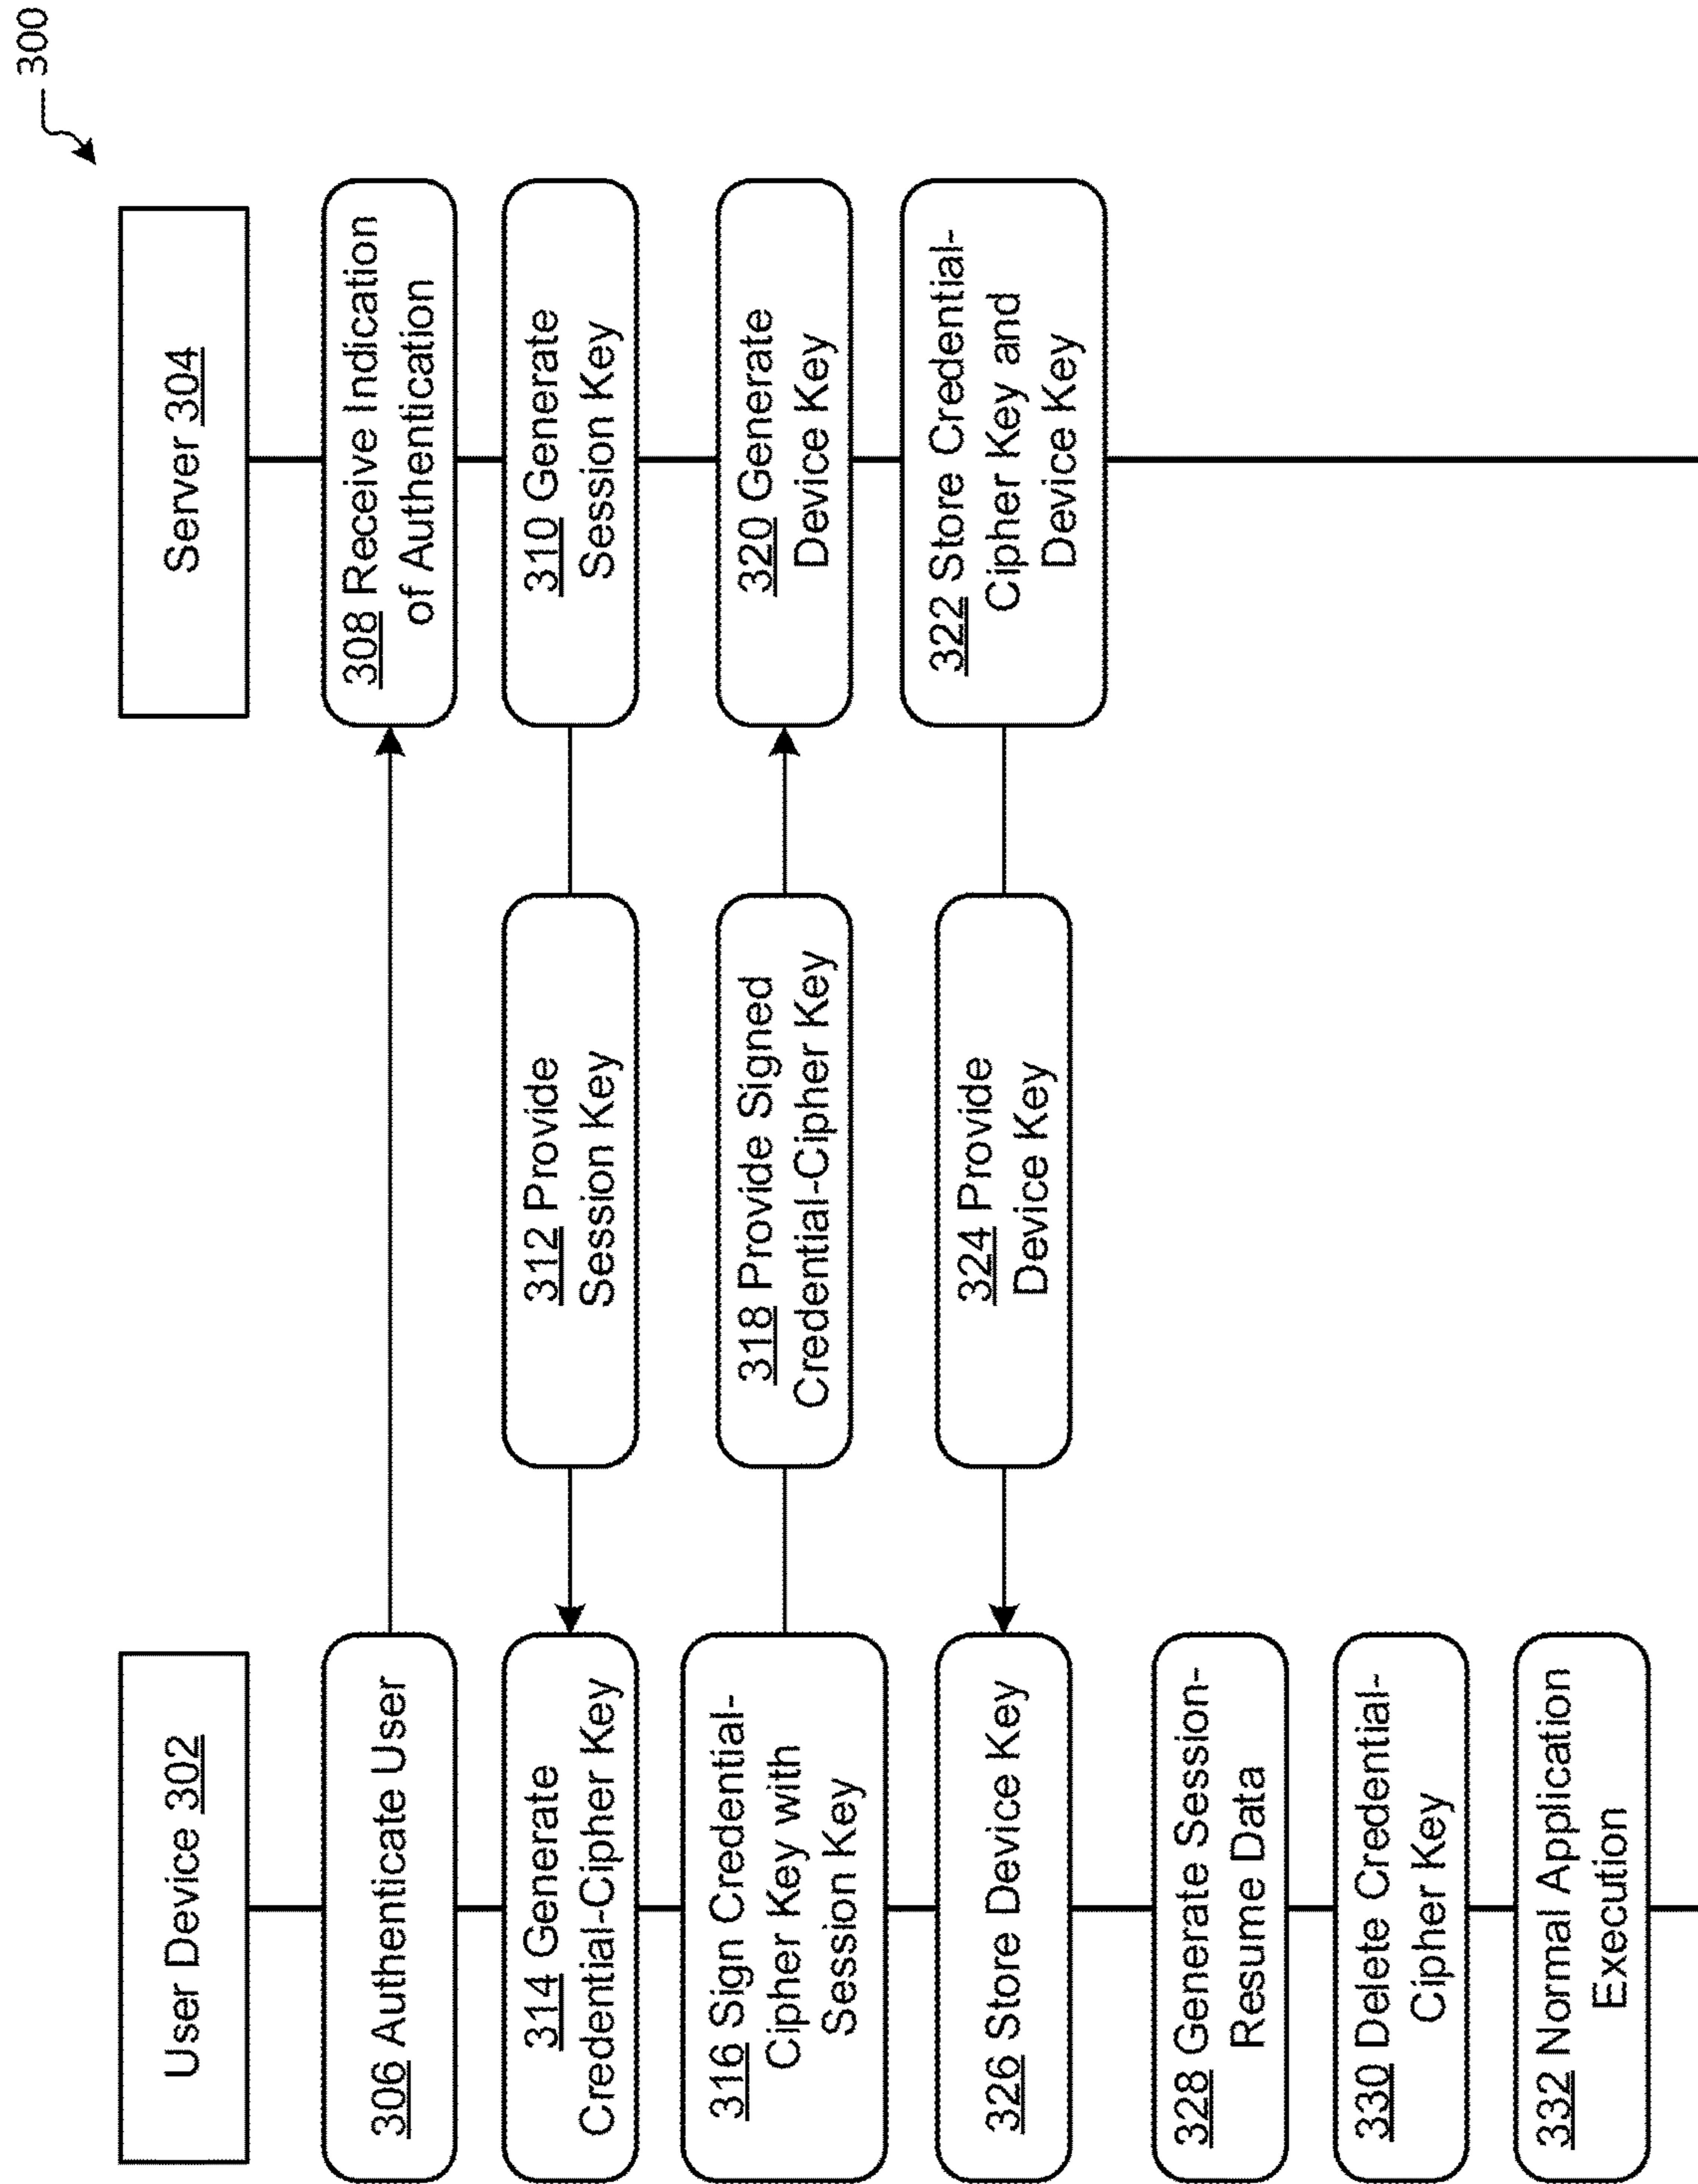 300
User Device 302
Server 304
306 Authenticate User
308 Receive Indication
of Authentication
310 Generate
Session Key
312 Provide
Session Key
314 Generate
Credential-Cipher Key
316 Sign Credential-
Cipher Key with
Session Key
318 Provide Signed
Credential-Cipher Key
320 Generate
Device Key
322 Store Credential-
Cipher Key and
Device Key
324 Provide
Device Key
326 Store Device Key
328 Generate Session-
Resume Data
330 Delete Credential-
Cipher Key
332 Normal Application
Execution